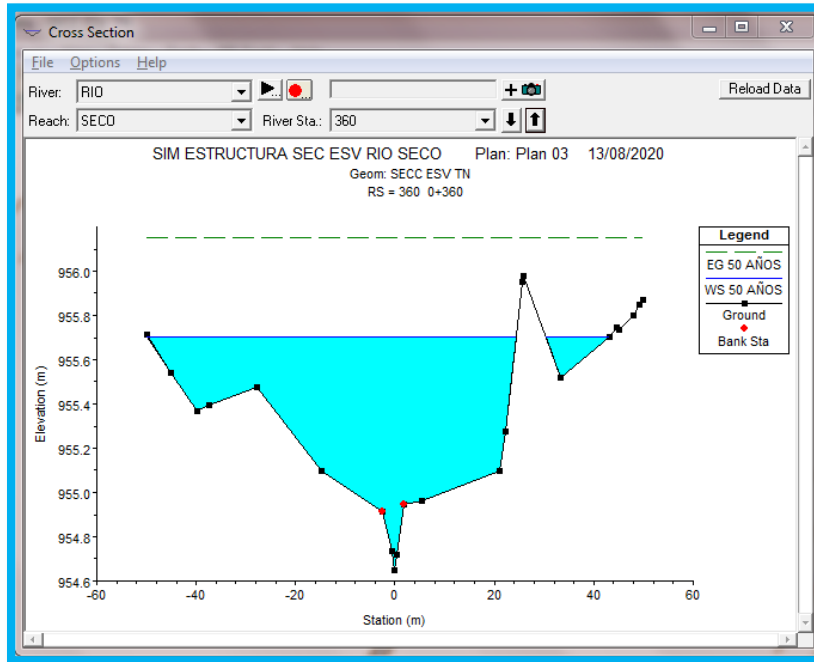 Cross Section
File Options Help
River: RIO
Reload Data
Reach: SECO River Sta.: 360
SIM ESTRUCTURA SEC ESV RIO SECO Plan: Plan 03 13/08/2020
Geom: SECC ESV TN
RS = 360 0+360
Legend
EG 50 AÑOS
WS 50 AÑOS
Ground
Bank Sta
956.0
955.8
955.6
955.4
955.2
955.0
954.8
954.6
Elevation (m)
-60 -40 -20 0 20 40 60
Station (m)